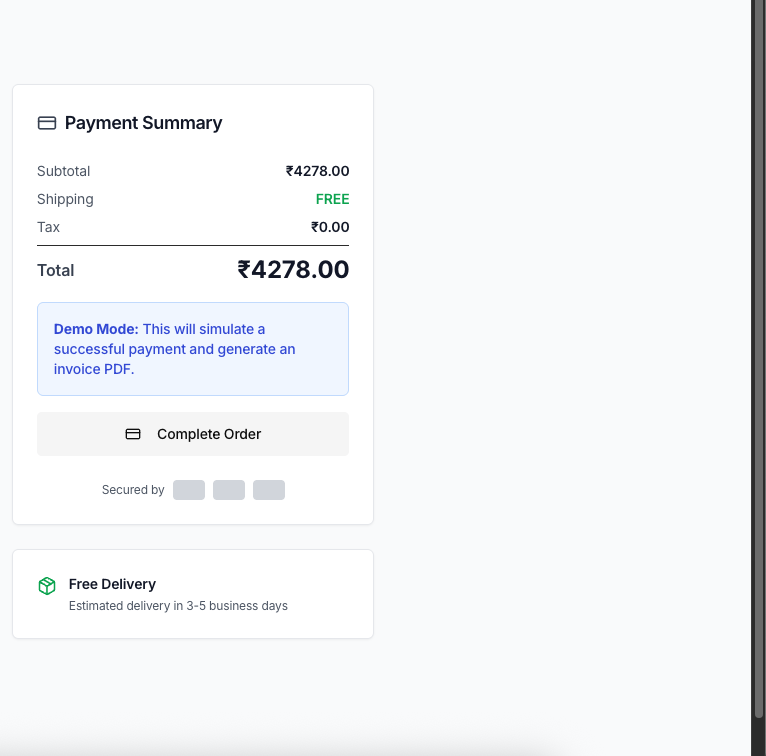 Payment Summary
Subtotal ₹4278.00
Shipping FREE
Tax ₹0.00
Total ₹4278.00
Demo Mode: This will simulate a
successful payment and generate an
invoice PDF.
Complete Order
Secured by
Free Delivery
Estimated delivery in 3-5 business days